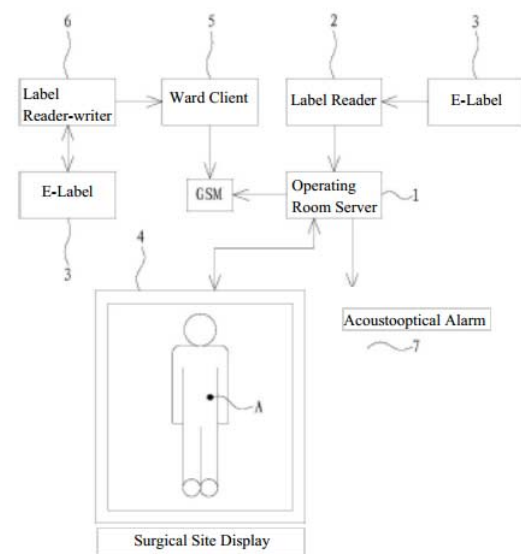 6
5
2
3
Label
Reader-writer
Ward Client
Label Reader
E-Label
E-Label
GSM
Operating
Room Server
1
3
4
Acoustooptical Alarm
7
A
Surgical Site Display